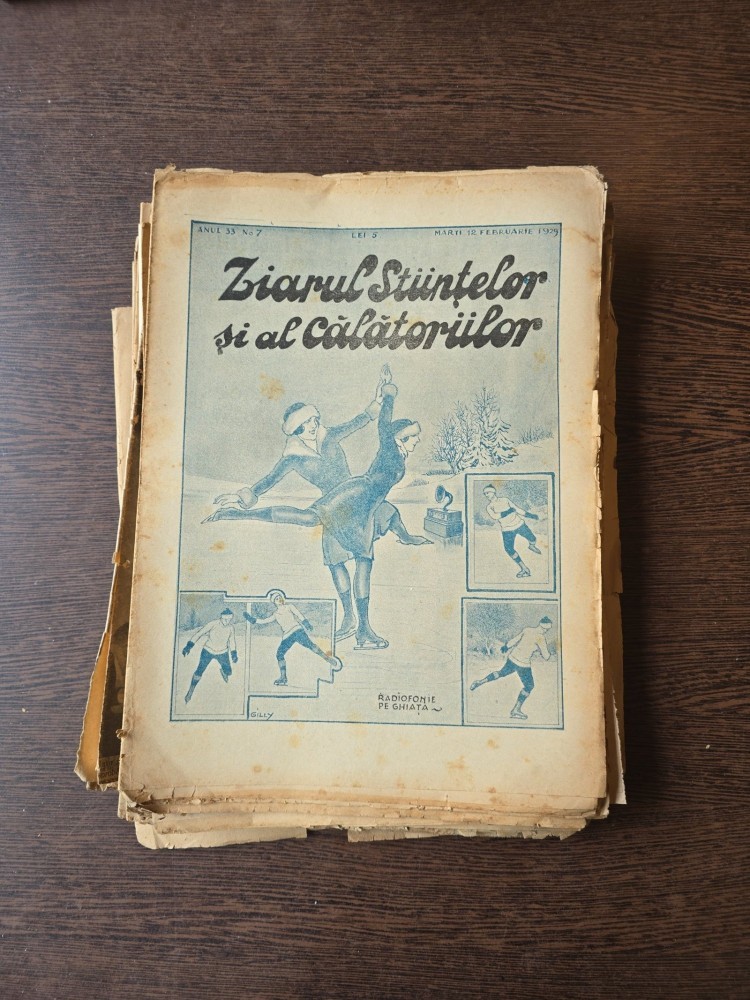 ANUL 33 No 7 LEI 5 MARTI 12 FEBRUARIE 1929
Ziarul Stiințelor
și al călătoriilor
RADIOFONIE
PE GHIAȚA
GILLY